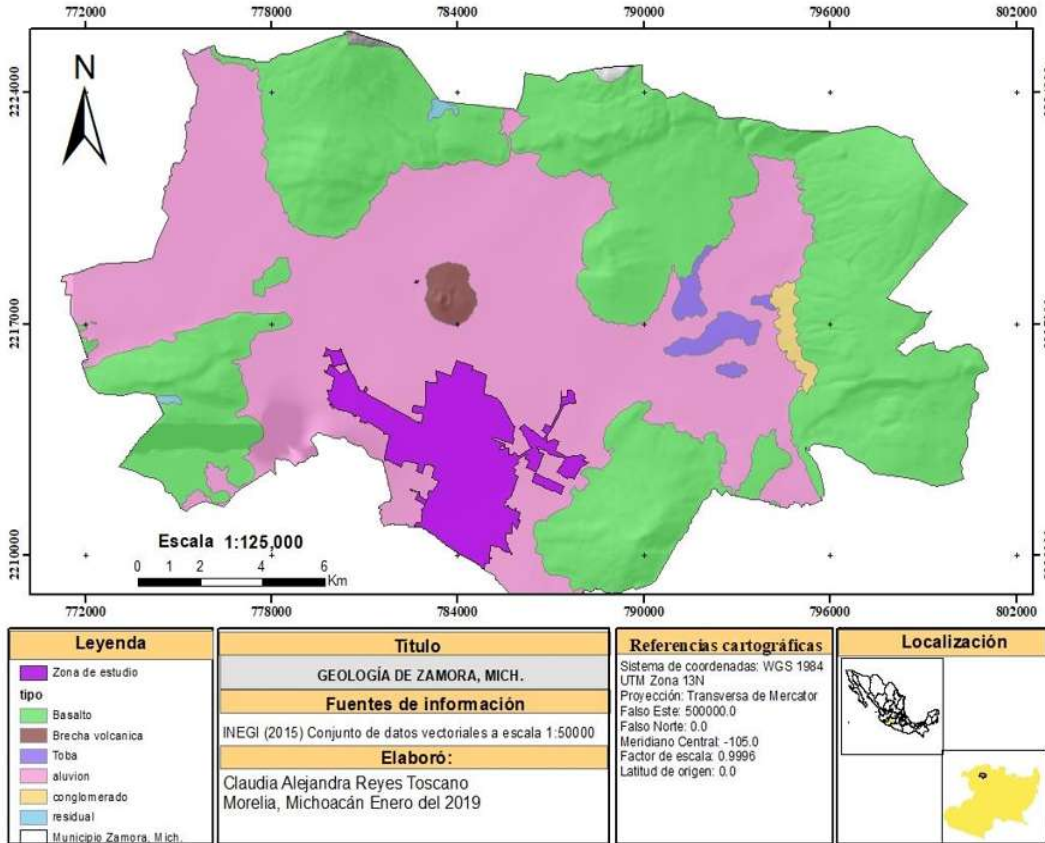 772000 778000 784000 790000 796000 802000
N
2224000
2217000
2210000
Escala 1:125,000
0 1 2 4 6
Km
772000 778000 784000 790000 796000 802000
Leyenda
Zona de estudio
tipo
Basalto
Brecha volcanica
Toba
aluvion
conglomerado
residual
Municipio Zamora, Mich.
Titulo
GEOLOGÍA DE ZAMORA, MICH.
Fuentes de información
INEGI (2015) Conjunto de datos vectoriales a escala 1:50000
Elaboró:
Claudia Alejandra Reyes Toscano
Morelia, Michoacán Enero del 2019
Referencias cartográficas
Sistema de coordenadas: WGS 1984
UTM Zona 13N
Proyección: Transversa de Mercator
Falso Este: 500000.0
Falso Norte: 0.0
Meridiano Central: -105.0
Factor de escala: 0.9996
Latitud de origen: 0.0
Localización